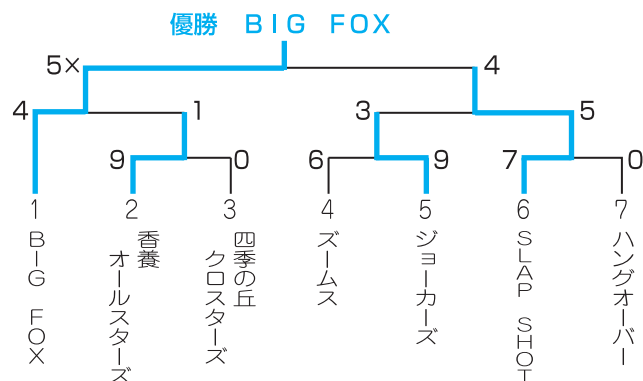 優勝　ＢＩＧ　ＦＯＸ
5×
4
4
1
3
5
9
0
6
9
7
0
1
2
3
4
5
6
7
ＢＩＧ　ＦＯＸ
香養
オールスターズ
四季の丘
クロスターズ
ズームス
ジョーカーズ
ＳＬＡＰ　ＳＨＯＴ
ハングオーバー